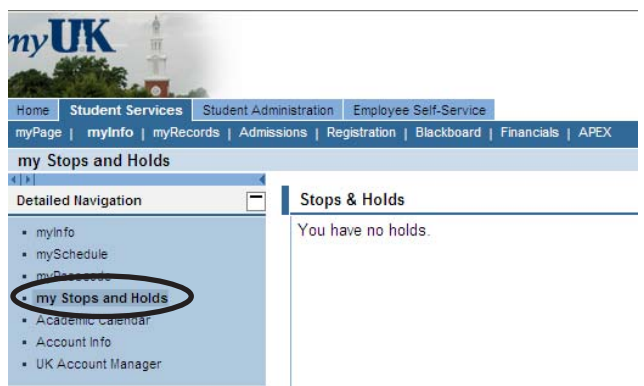 myUK
Home Student Services Student Administration Employee Self-Service
myPage | myInfo | myRecords | Admissions | Registration | Blackboard | Financials | APEX
my Stops and Holds
Detailed Navigation
Stops & Holds
You have no holds.
myInfo
mySchedule
myPasscode
my Stops and Holds
Academic Calendar
Account Info
UK Account Manager